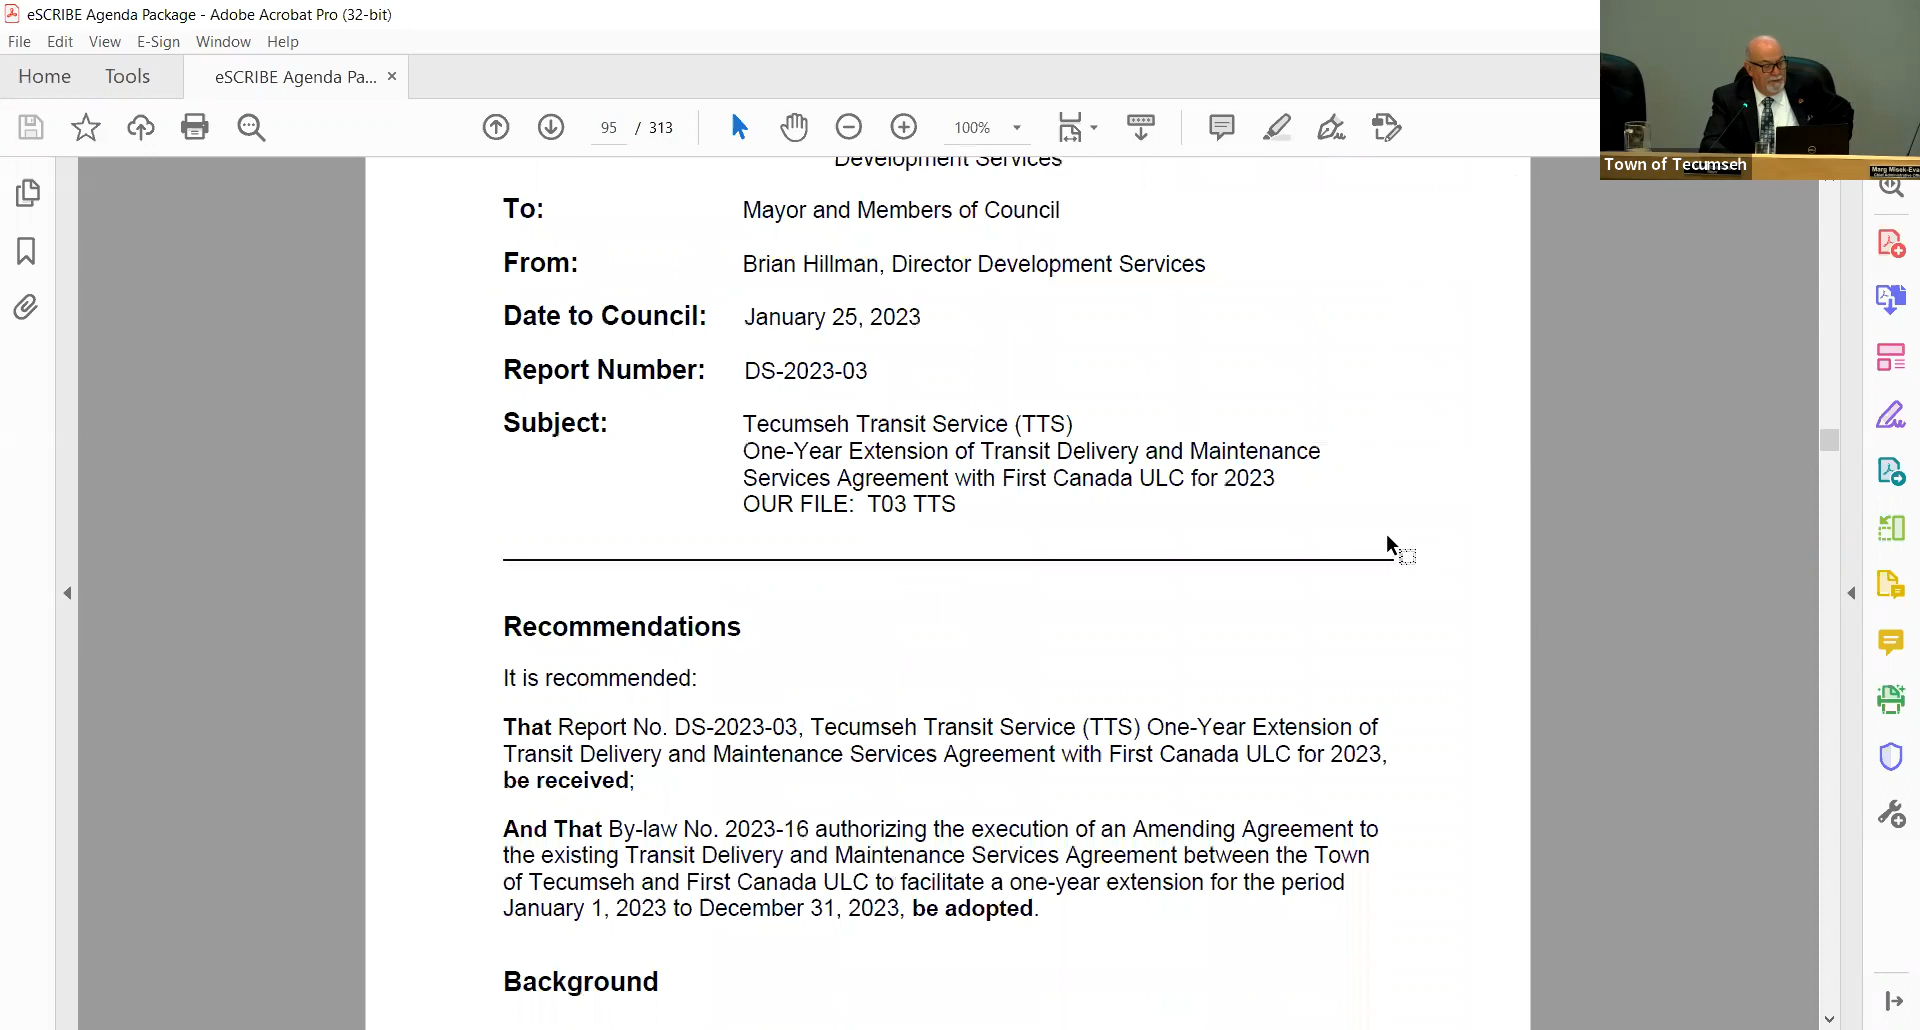 eSCRIBE Agenda Package - Adobe Acrobat Pro (32-bit)
File Edit View E-Sign Window Help
Home Tools eSCRIBE Agenda Pa... ×
95 / 313 100%
Town of Tecumseh
Development Services
To: Mayor and Members of Council
From: Brian Hillman, Director Development Services
Date to Council: January 25, 2023
Report Number: DS-2023-03
Subject: Tecumseh Transit Service (TTS)
One-Year Extension of Transit Delivery and Maintenance
Services Agreement with First Canada ULC for 2023
OUR FILE: T03 TTS
Recommendations
It is recommended:
That Report No. DS-2023-03, Tecumseh Transit Service (TTS) One-Year Extension of
Transit Delivery and Maintenance Services Agreement with First Canada ULC for 2023,
be received;
And That By-law No. 2023-16 authorizing the execution of an Amending Agreement to
the existing Transit Delivery and Maintenance Services Agreement between the Town
of Tecumseh and First Canada ULC to facilitate a one-year extension for the period
January 1, 2023 to December 31, 2023, be adopted.
Background